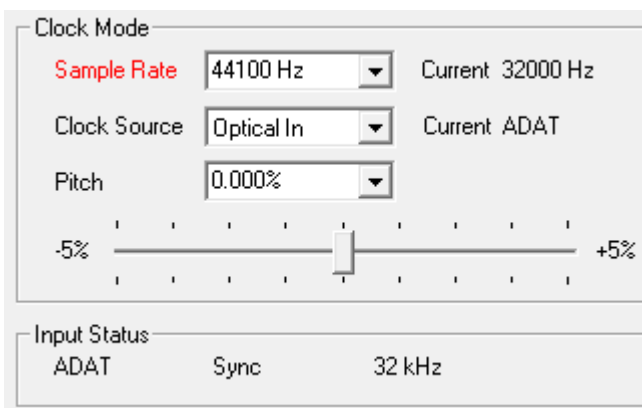 Clock Mode
Sample Rate 44100 Hz Current 32000 Hz
Clock Source Optical In Current ADAT
Pitch 0.000%
-5% +5%
Input Status
ADAT Sync 32 kHz